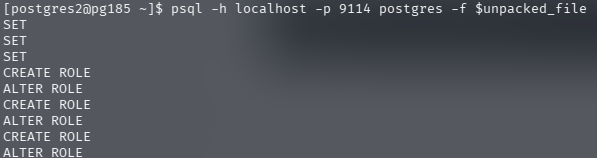 [postgres2@pg185 ~]$ psql -h localhost -p 9114 postgres -f $unpacked_file
SET
SET
SET
CREATE ROLE
ALTER ROLE
CREATE ROLE
ALTER ROLE
CREATE ROLE
ALTER ROLE